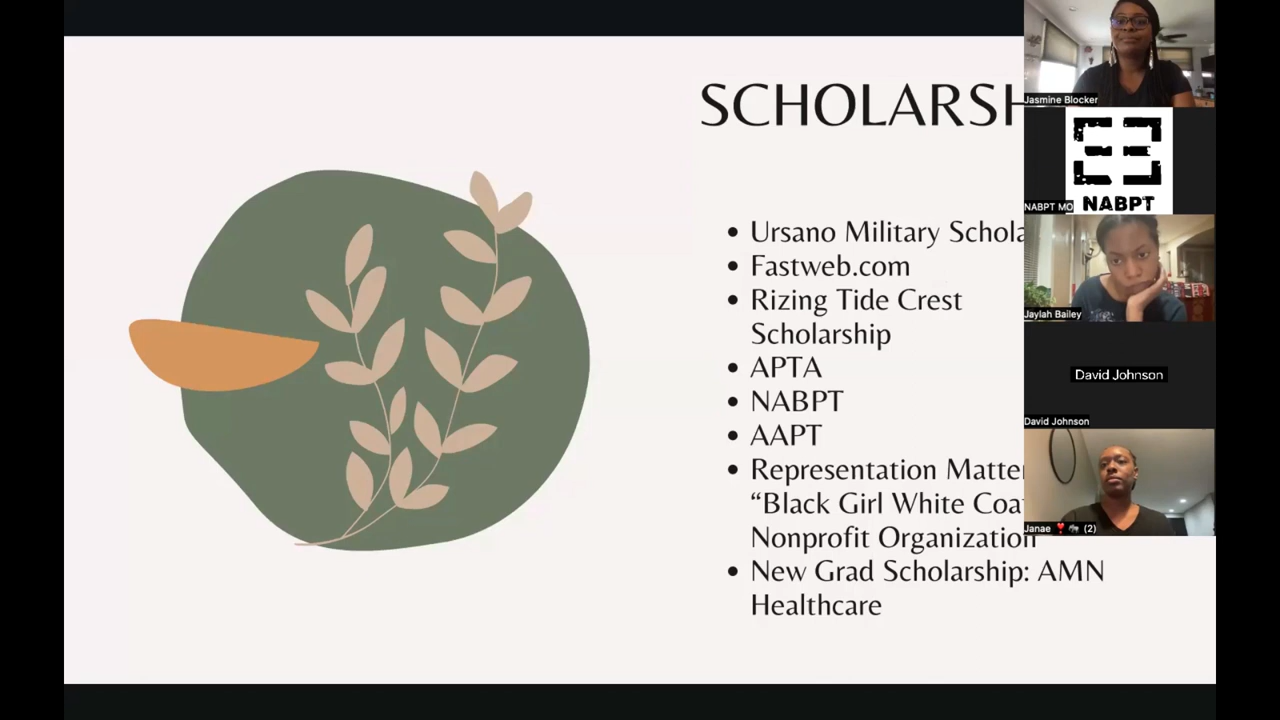 SCHOLARSH
Ursano Military Schola
Fastweb.com
Rizing Tide Crest
Scholarship
APTA
NABPT
AAPT
Representation Matter
“Black Girl White Coa
Nonprofit Organization
New Grad Scholarship: AMN
Healthcare
Jasmine Blocker
NABPT
NABPT MO
Jaylah Bailey
David Johnson
David Johnson
Janae ❣️🦓 (2)